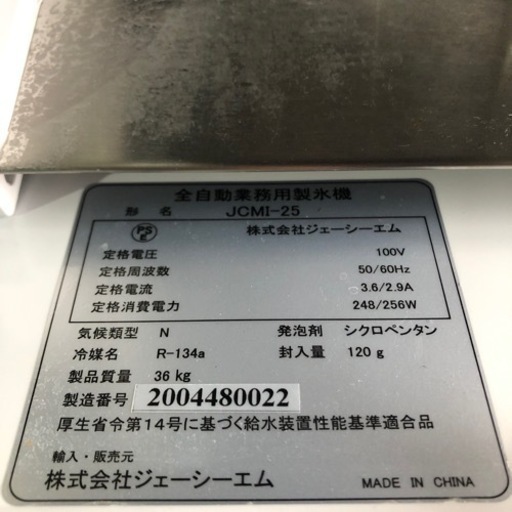 全自動業務用製氷機
形 名 JCMI-25
PS E 株式会社ジェーシーエム
定格電圧 100V
定格周波数 50/60Hz
定格電流 3.6/2.9A
定格消費電力 248/256W
気候類型 N 発泡剤 シクロペンタン
冷媒名 R-134a 封入量 120 g
製品質量 36 kg
製造番号 2004480022
厚生省令第14号に基づく給水装置性能基準適合品
輸入・販売元
株式会社ジェーシーエム MADE IN CHINA